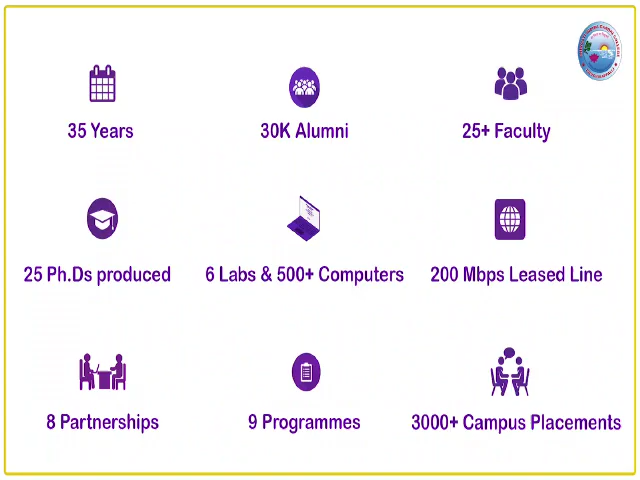 35 Years
30K Alumni
25+ Faculty
25 Ph.Ds produced
6 Labs & 500+ Computers
200 Mbps Leased Line
8 Partnerships
9 Programmes
3000+ Campus Placements